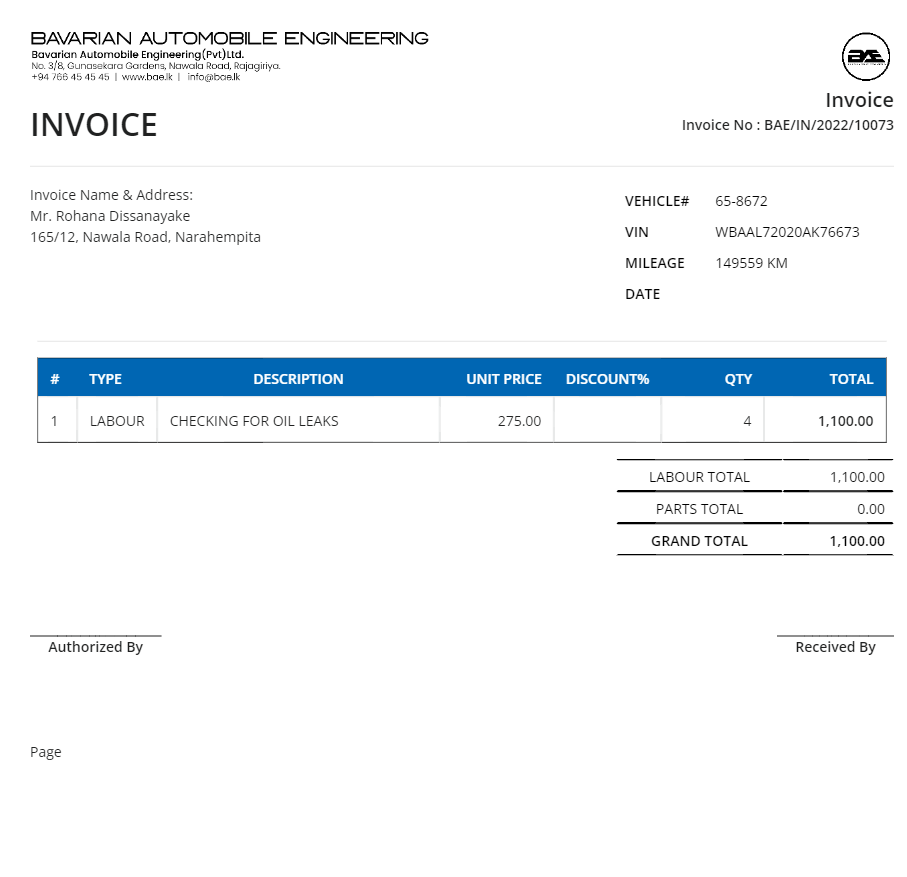 BAVARIAN AUTOMOBILE ENGINEERING
Bavarian Automobile Engineering(Pvt)Ltd.
No. 3/8, Gunasekara Gardens, Nawala Road, Rajagiriya.
+94 766 45 45 45 | www.bae.lk | info@bae.lk
BAE
Invoice
INVOICE
Invoice No : BAE/IN/2022/10073
Invoice Name & Address:
Mr. Rohana Dissanayake
165/12, Nawala Road, Narahempita
VEHICLE# 65-8672
VIN WBAAL72020AK76673
MILEAGE 149559 KM
DATE
# TYPE DESCRIPTION UNIT PRICE DISCOUNT% QTY TOTAL
1 LABOUR CHECKING FOR OIL LEAKS 275.00 4 1,100.00
LABOUR TOTAL 1,100.00
PARTS TOTAL 0.00
GRAND TOTAL 1,100.00
Authorized By Received By
Page